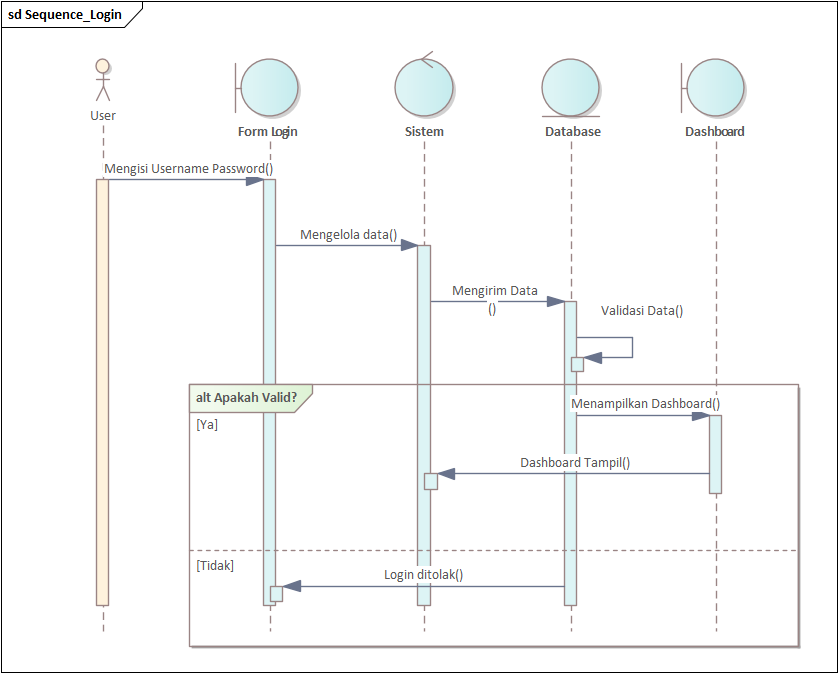 sd Sequence_Login
User
Form Login
Sistem
Database
Dashboard
Mengisi Username Password()
Mengelola data()
Mengirim Data
()
Validasi Data()
alt Apakah Valid?
Menampilkan Dashboard()
[Ya]
Dashboard Tampil()
[Tidak]
Login ditolak()